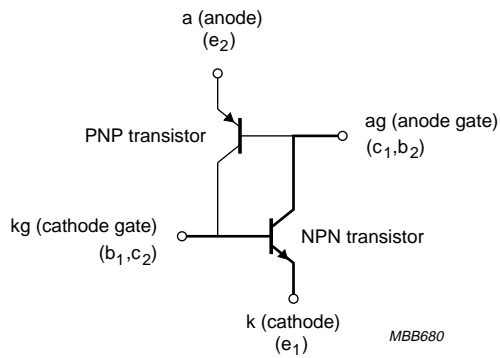 a (anode)
(e2)
PNP transistor
ag (anode gate)
(c1,b2)
kg (cathode gate)
(b1,c2)
NPN transistor
k (cathode)
(e1)
MBB680